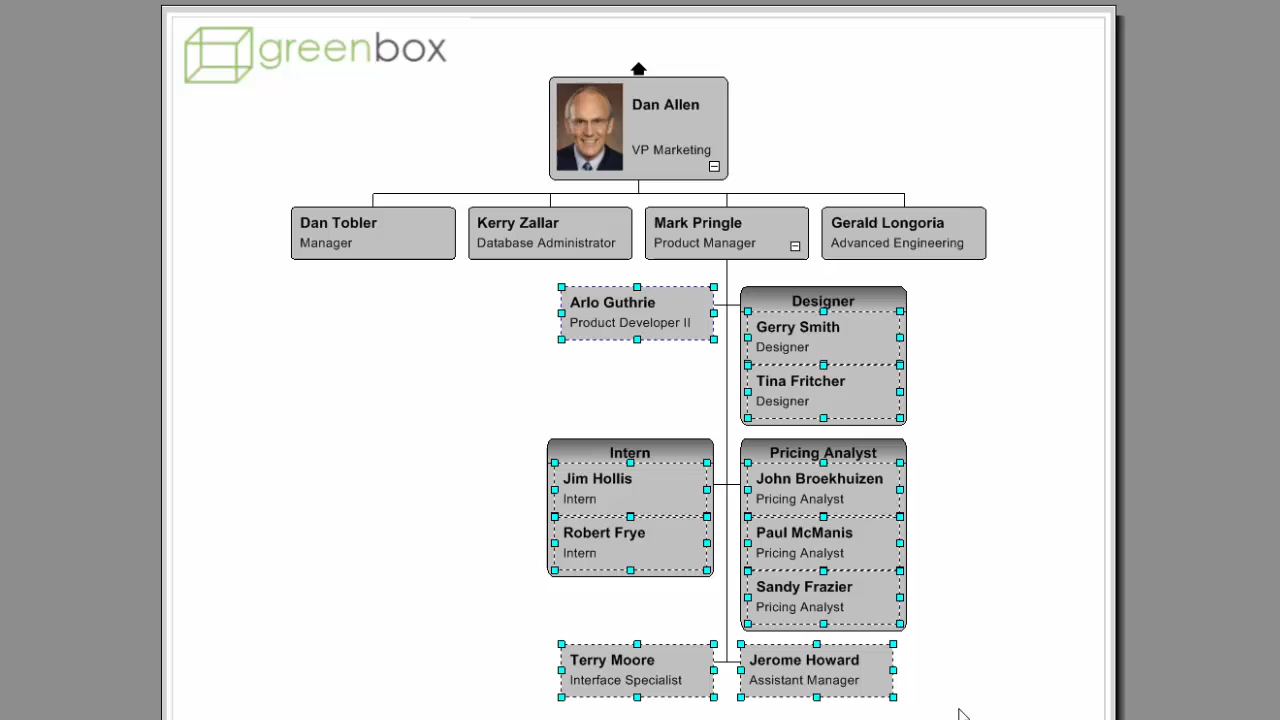 greenbox
Dan Allen
VP Marketing
Dan Tobler
Manager
Kerry Zallar
Database Administrator
Mark Pringle
Product Manager
Gerald Longoria
Advanced Engineering
Arlo Guthrie
Product Developer II
Designer
Gerry Smith
Designer
Tina Fritcher
Designer
Intern
Jim Hollis
Intern
Robert Frye
Intern
Pricing Analyst
John Broekhuizen
Pricing Analyst
Paul McManis
Pricing Analyst
Sandy Frazier
Pricing Analyst
Terry Moore
Interface Specialist
Jerome Howard
Assistant Manager